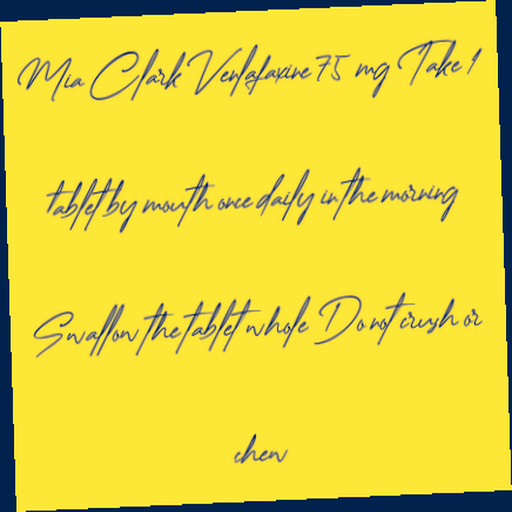 Mia Clark Venlafaxine 75 mg Take 1
tablet by mouth once daily in the morning
Swallow the tablet whole Do not crush or
chew